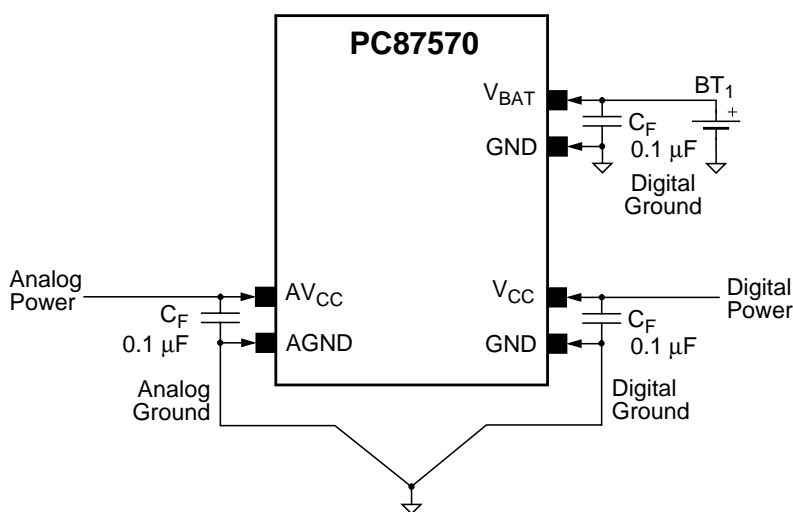 PC87570
V_BAT
BT₁
+
C_F
0.1 µF
GND
Digital
Ground
Analog
Power
AV_CC
C_F
0.1 µF
AGND
Analog
Ground
V_CC
Digital
Power
C_F
0.1 µF
GND
Digital
Ground